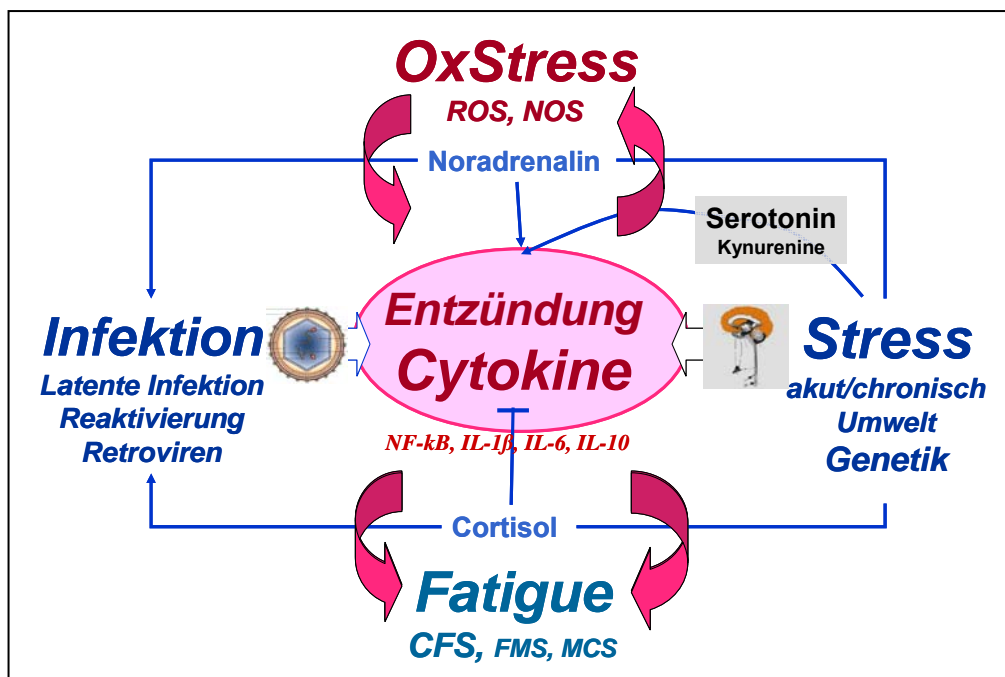 OxStress
ROS, NOS
Noradrenalin
Serotonin
Kynurenine
Infektion
Latente Infektion
Reaktivierung
Retroviren
Entzündung
Cytokine
NF-kB, IL-1ß, IL-6, IL-10
Stress
akut/chronisch
Umwelt
Genetik
Cortisol
Fatigue
CFS, FMS, MCS